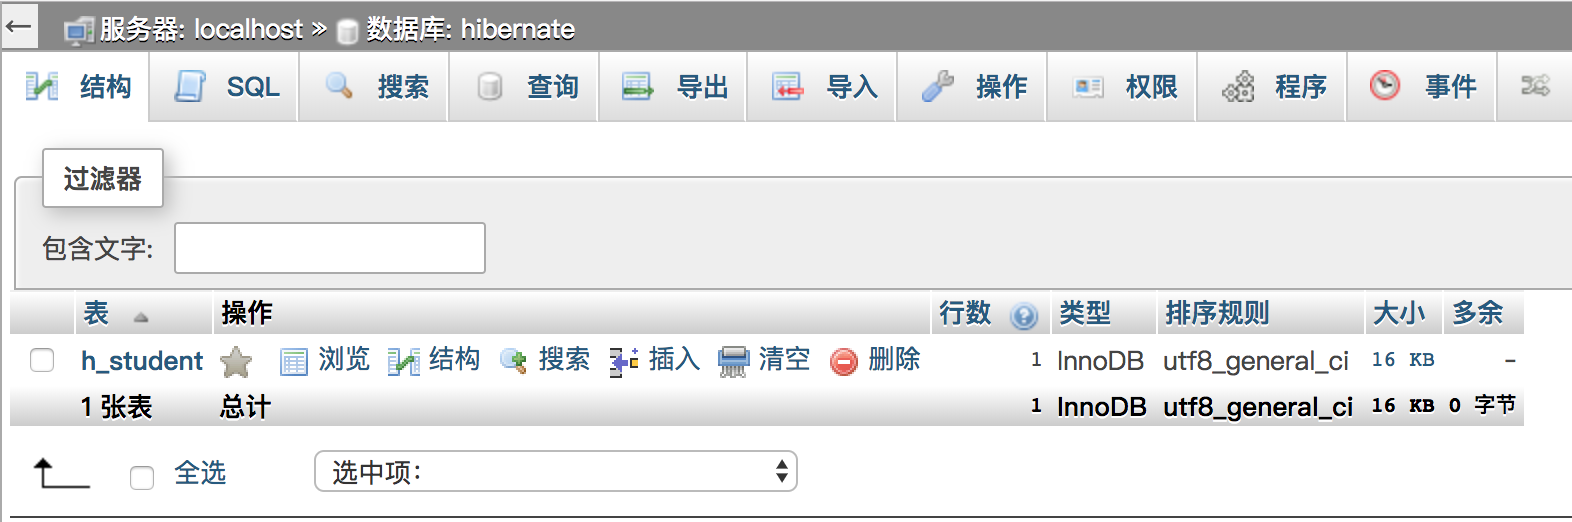 服务器: localhost » 数据库: hibernate
结构 SQL 搜索 查询 导出 导入 操作 权限 程序 事件
过滤器
包含文字:
表 操作 行数 类型 排序规则 大小 多余
h_student 浏览 结构 搜索 插入 清空 删除 1 InnoDB utf8_general_ci 16 KB -
1 张表 总计 1 InnoDB utf8_general_ci 16 KB 0 字节
全选 选中项：